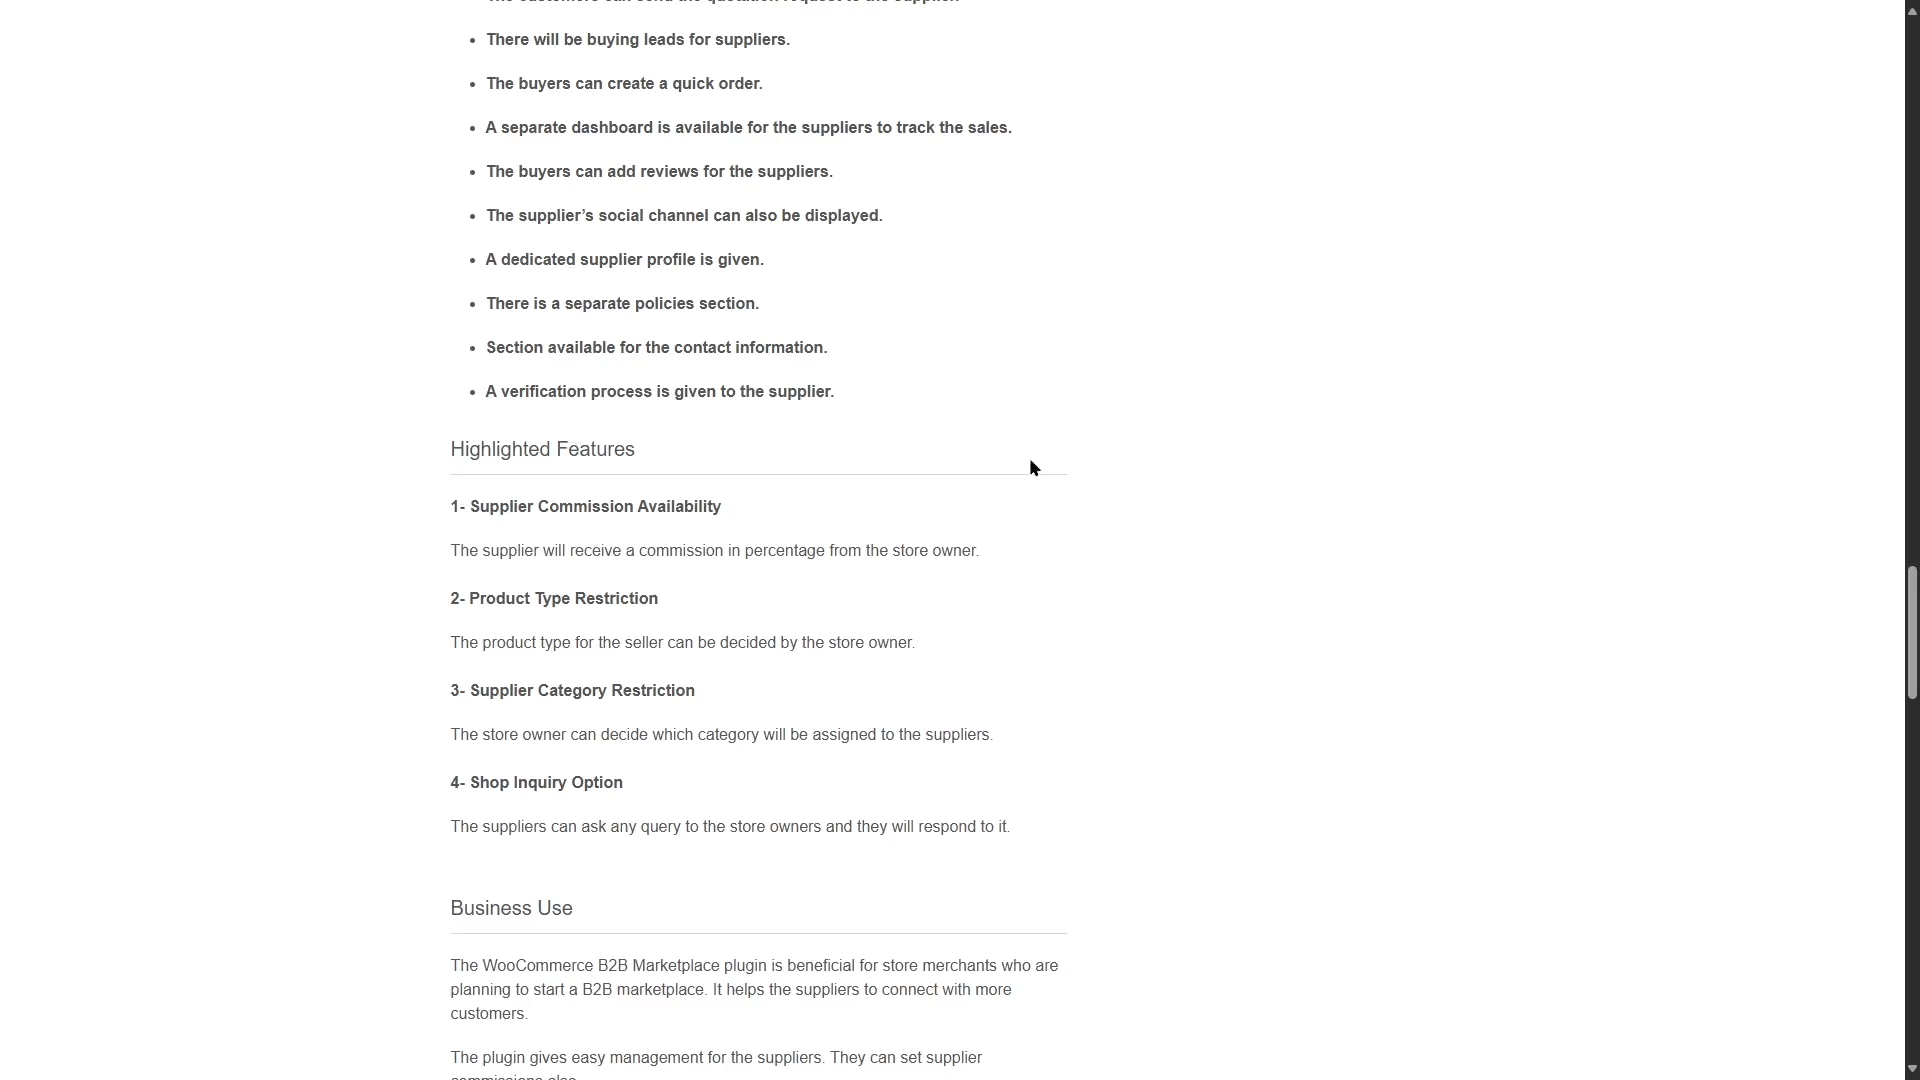 There will be buying leads for suppliers.
The buyers can create a quick order.
A separate dashboard is available for the suppliers to track the sales.
The buyers can add reviews for the suppliers.
The supplier’s social channel can also be displayed.
A dedicated supplier profile is given.
There is a separate policies section.
Section available for the contact information.
A verification process is given to the supplier.
Highlighted Features
1- Supplier Commission Availability
The supplier will receive a commission in percentage from the store owner.
2- Product Type Restriction
The product type for the seller can be decided by the store owner.
3- Supplier Category Restriction
The store owner can decide which category will be assigned to the suppliers.
4- Shop Inquiry Option
The suppliers can ask any query to the store owners and they will respond to it.
Business Use
The WooCommerce B2B Marketplace plugin is beneficial for store merchants who are
planning to start a B2B marketplace. It helps the suppliers to connect with more
customers.
The plugin gives easy management for the suppliers. They can set supplier